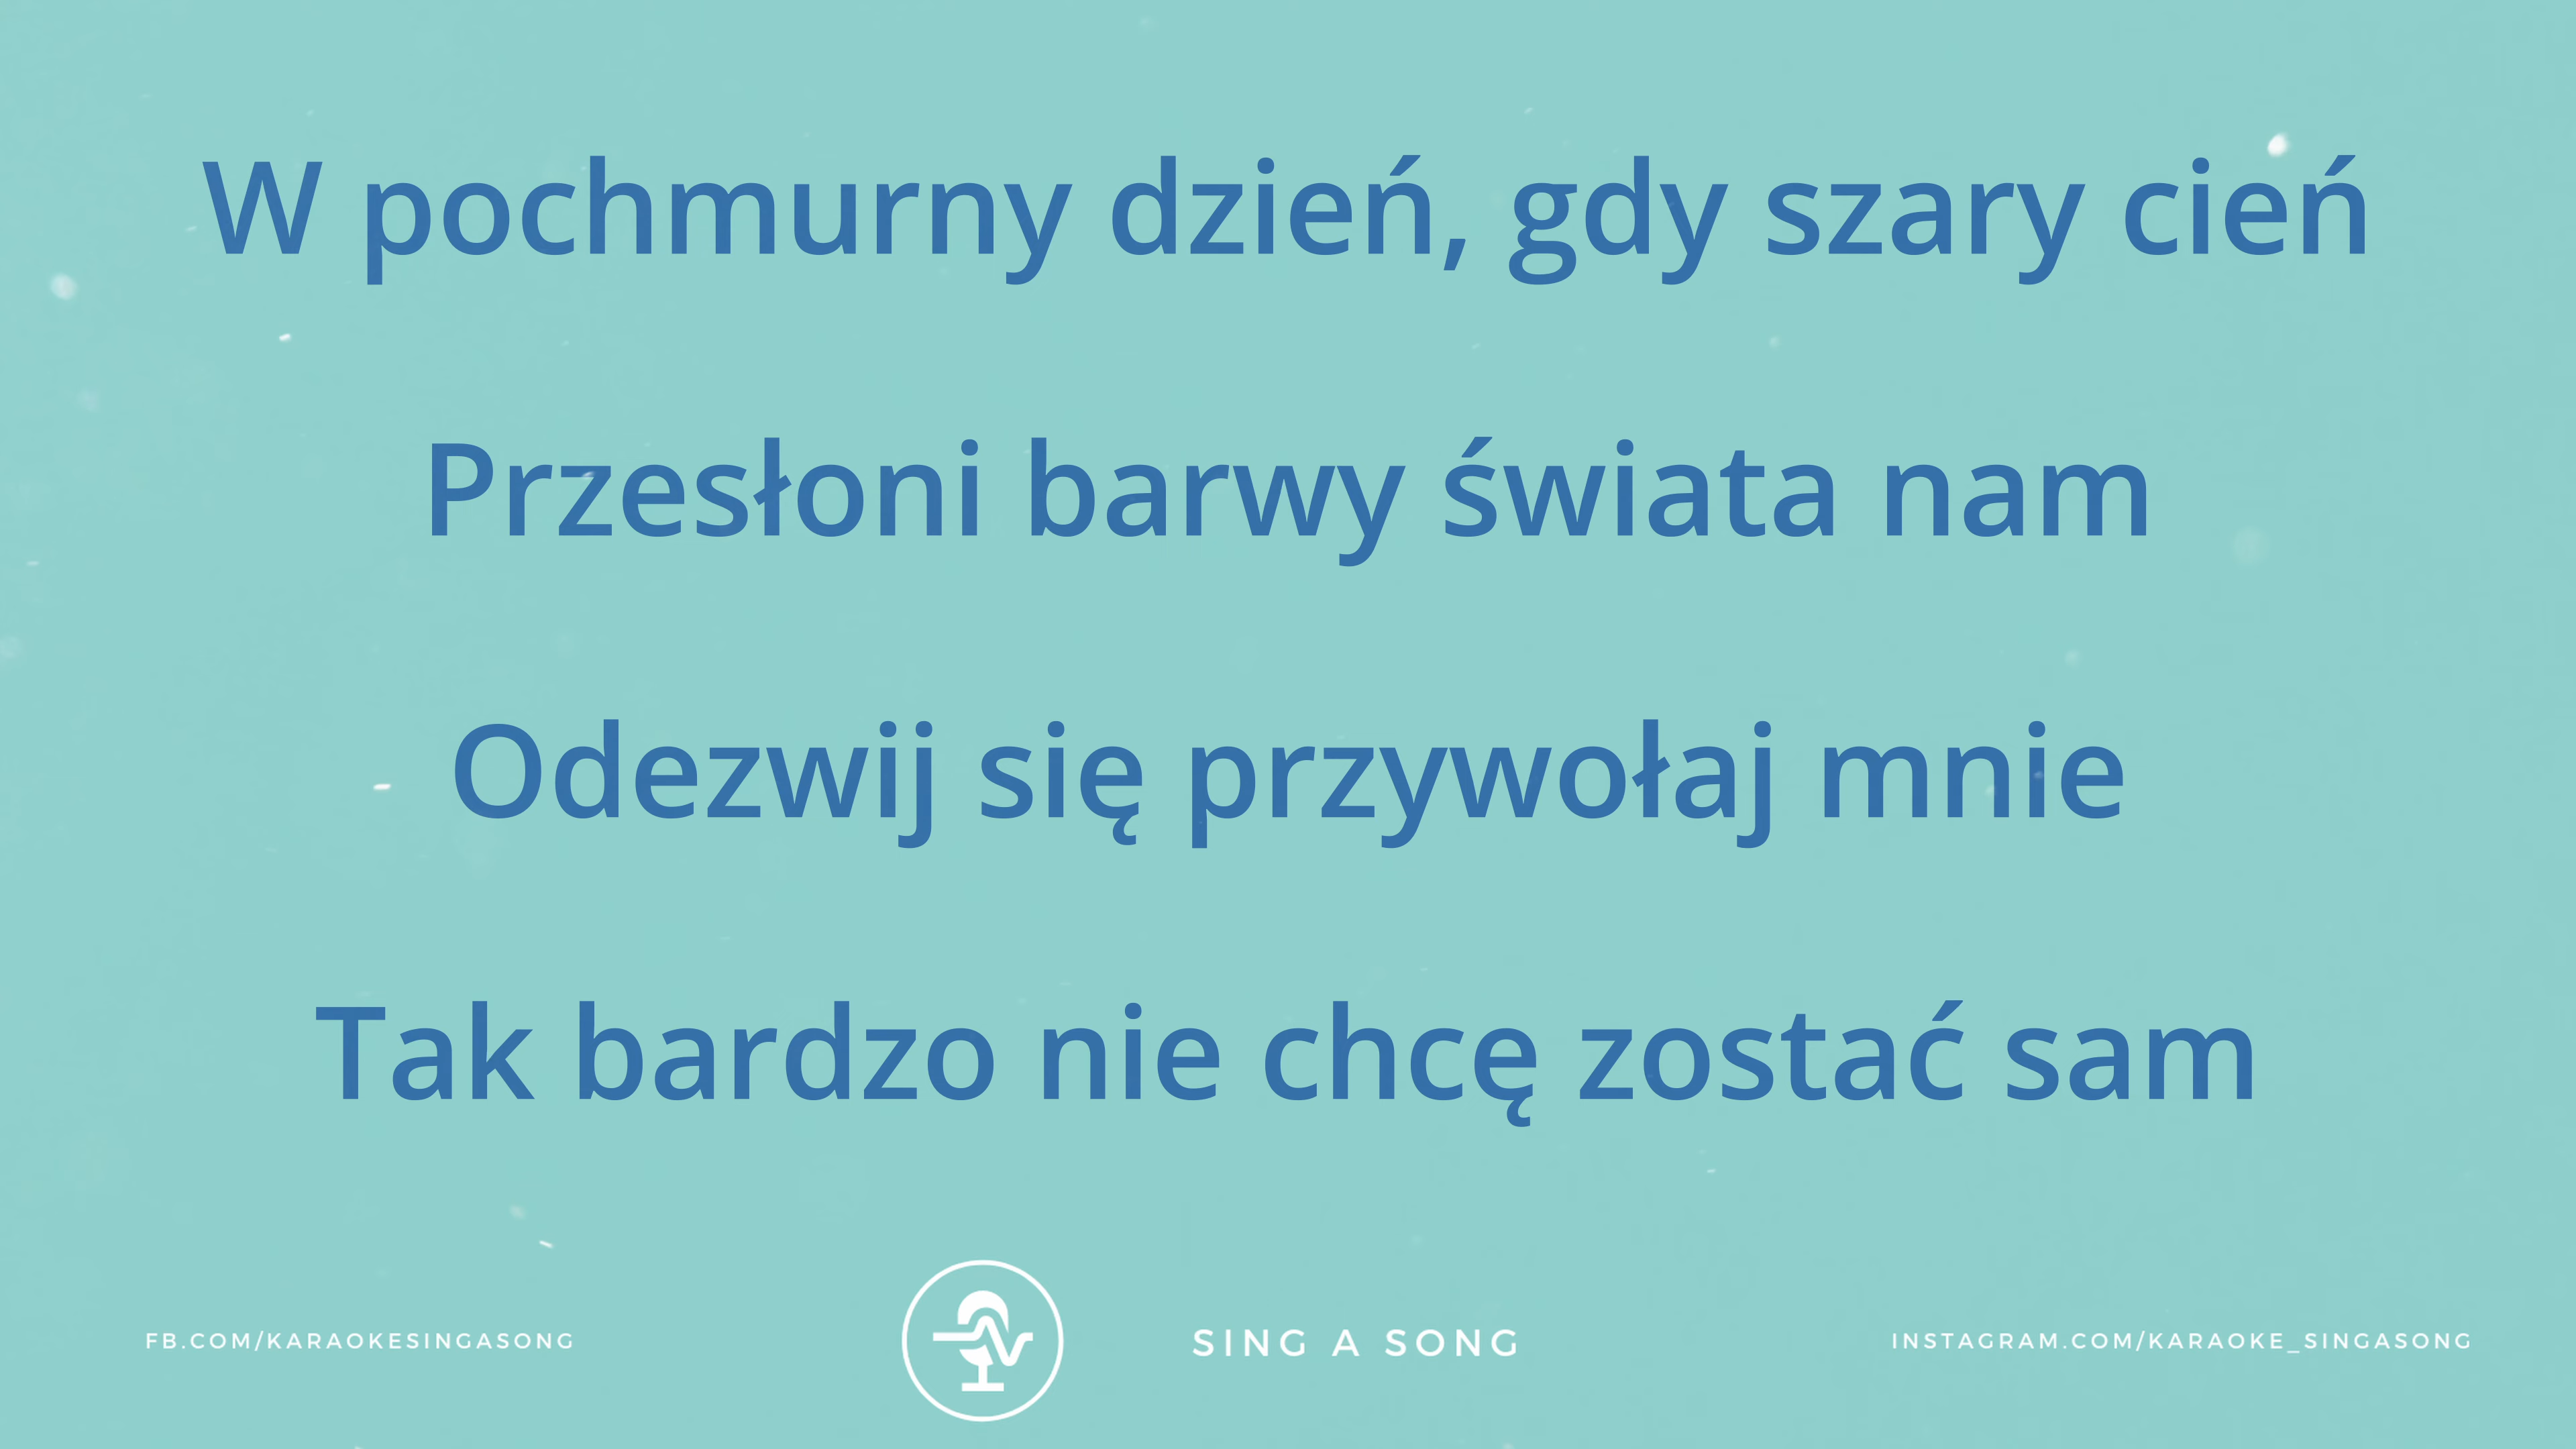 W pochmurny dzień, gdy szary cień
Przesłoni barwy świata nam
Odezwij się przywołaj mnie
Tak bardzo nie chcę zostać sam
FB.COM/KARAOKESINGASONG
SING A SONG
INSTAGRAM.COM/KARAOKE_SINGASONG